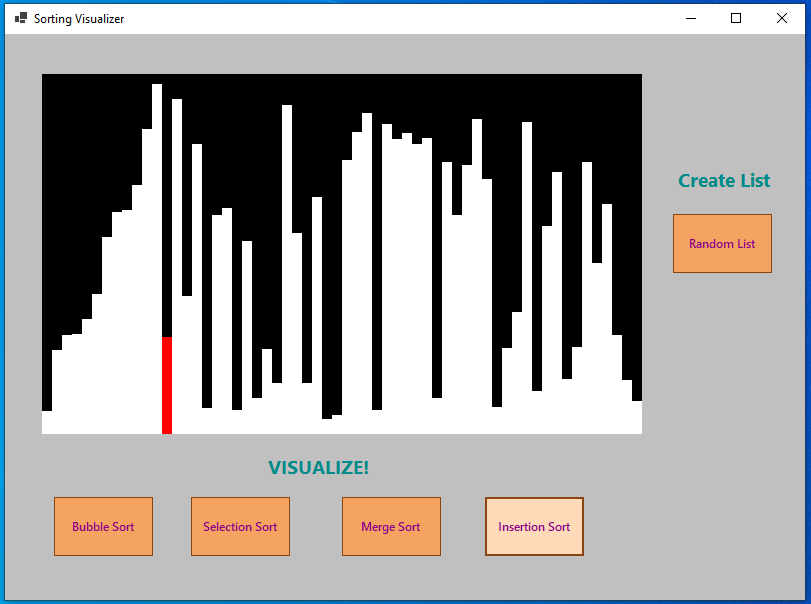 Sorting Visualizer
Create List
Random List
VISUALIZE!
Bubble Sort
Selection Sort
Merge Sort
Insertion Sort